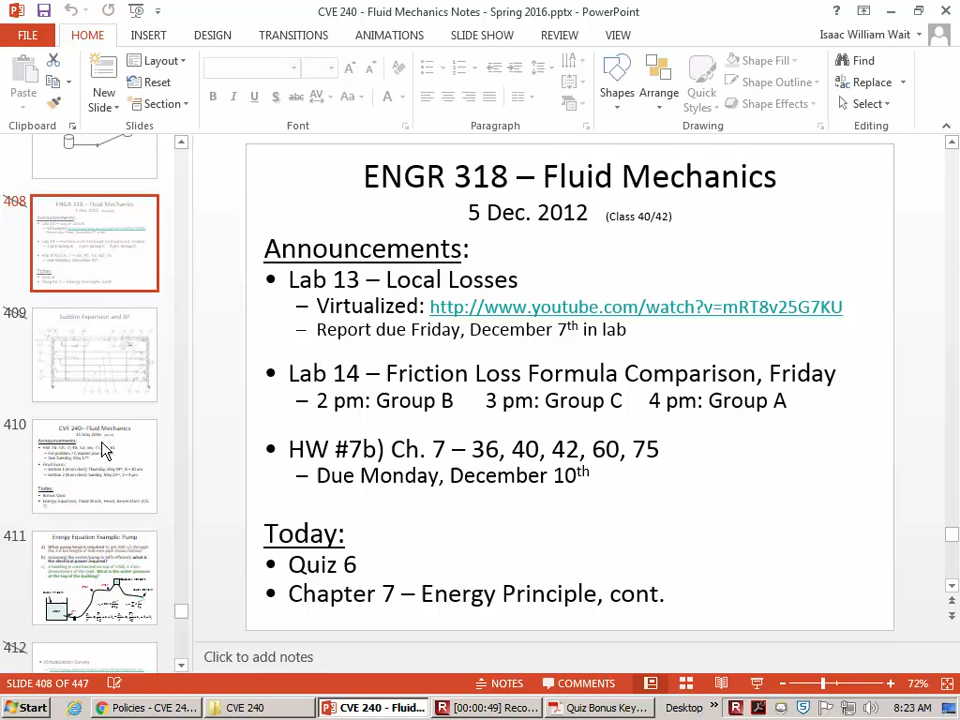 CVE 240 - Fluid Mechanics Notes - Spring 2016.pptx - PowerPoint
FILE HOME INSERT DESIGN TRANSITIONS ANIMATIONS SLIDE SHOW REVIEW VIEW Isaac William Wait
Paste
New Slide
Layout
Reset
Section
Shapes Arrange Quick Styles
Shape Fill
Shape Outline
Shape Effects
Find
Replace
Select
Clipboard Slides Font Paragraph Drawing Editing
408
409
Sudden Expansion and BP
410
CVE 240– Fluid Mechanics
411
Energy Equation Example: Pump
412
ENGR 318 – Fluid Mechanics
5 Dec. 2012 (Class 40/42)
Announcements:
• Lab 13 – Local Losses
– Virtualized: http://www.youtube.com/watch?v=mRT8v25G7KU
– Report due Friday, December 7th in lab
• Lab 14 – Friction Loss Formula Comparison, Friday
– 2 pm: Group B 3 pm: Group C 4 pm: Group A
• HW #7b) Ch. 7 – 36, 40, 42, 60, 75
– Due Monday, December 10th
Today:
• Quiz 6
• Chapter 7 – Energy Principle, cont.
Click to add notes
SLIDE 408 OF 447 NOTES COMMENTS 72%
Start Policies - CVE 24... CVE 240 CVE 240 - Fluid... [00:00:49] Reco... Quiz Bonus Key... Desktop 8:23 AM